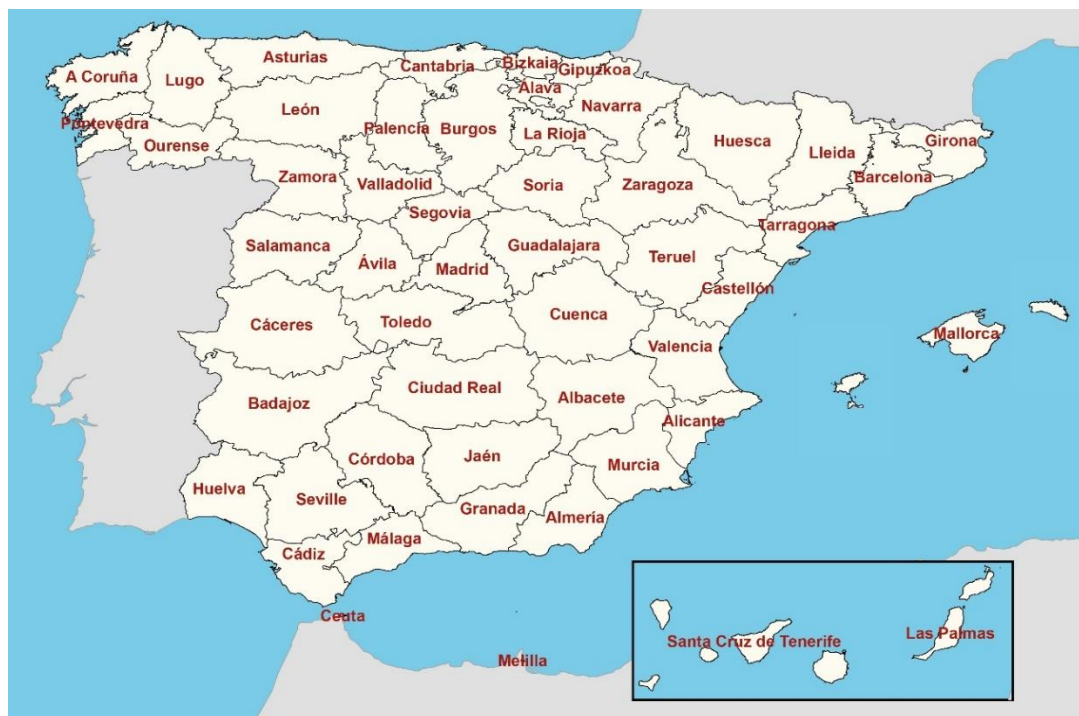 Asturias
Cantabria
Bizkaia
Gipuzkoa
A Coruña
Lugo
Álava
León
Navarra
Pontevedra
Palencia
Burgos
La Rioja
Ourense
Huesca
Lleida
Girona
Zamora
Valladolid
Soria
Zaragoza
Barcelona
Segovia
Tarragona
Salamanca
Guadalajara
Ávila
Madrid
Teruel
Castellón
Cáceres
Toledo
Cuenca
Mallorca
Valencia
Ciudad Real
Badajoz
Albacete
Alicante
Córdoba
Jaén
Murcia
Huelva
Seville
Granada
Almería
Málaga
Cádiz
Ceuta
Melilla
Santa Cruz de Tenerife
Las Palmas